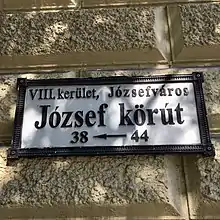 VIII. kerület, Józsefváros
József körút
38 ← 44